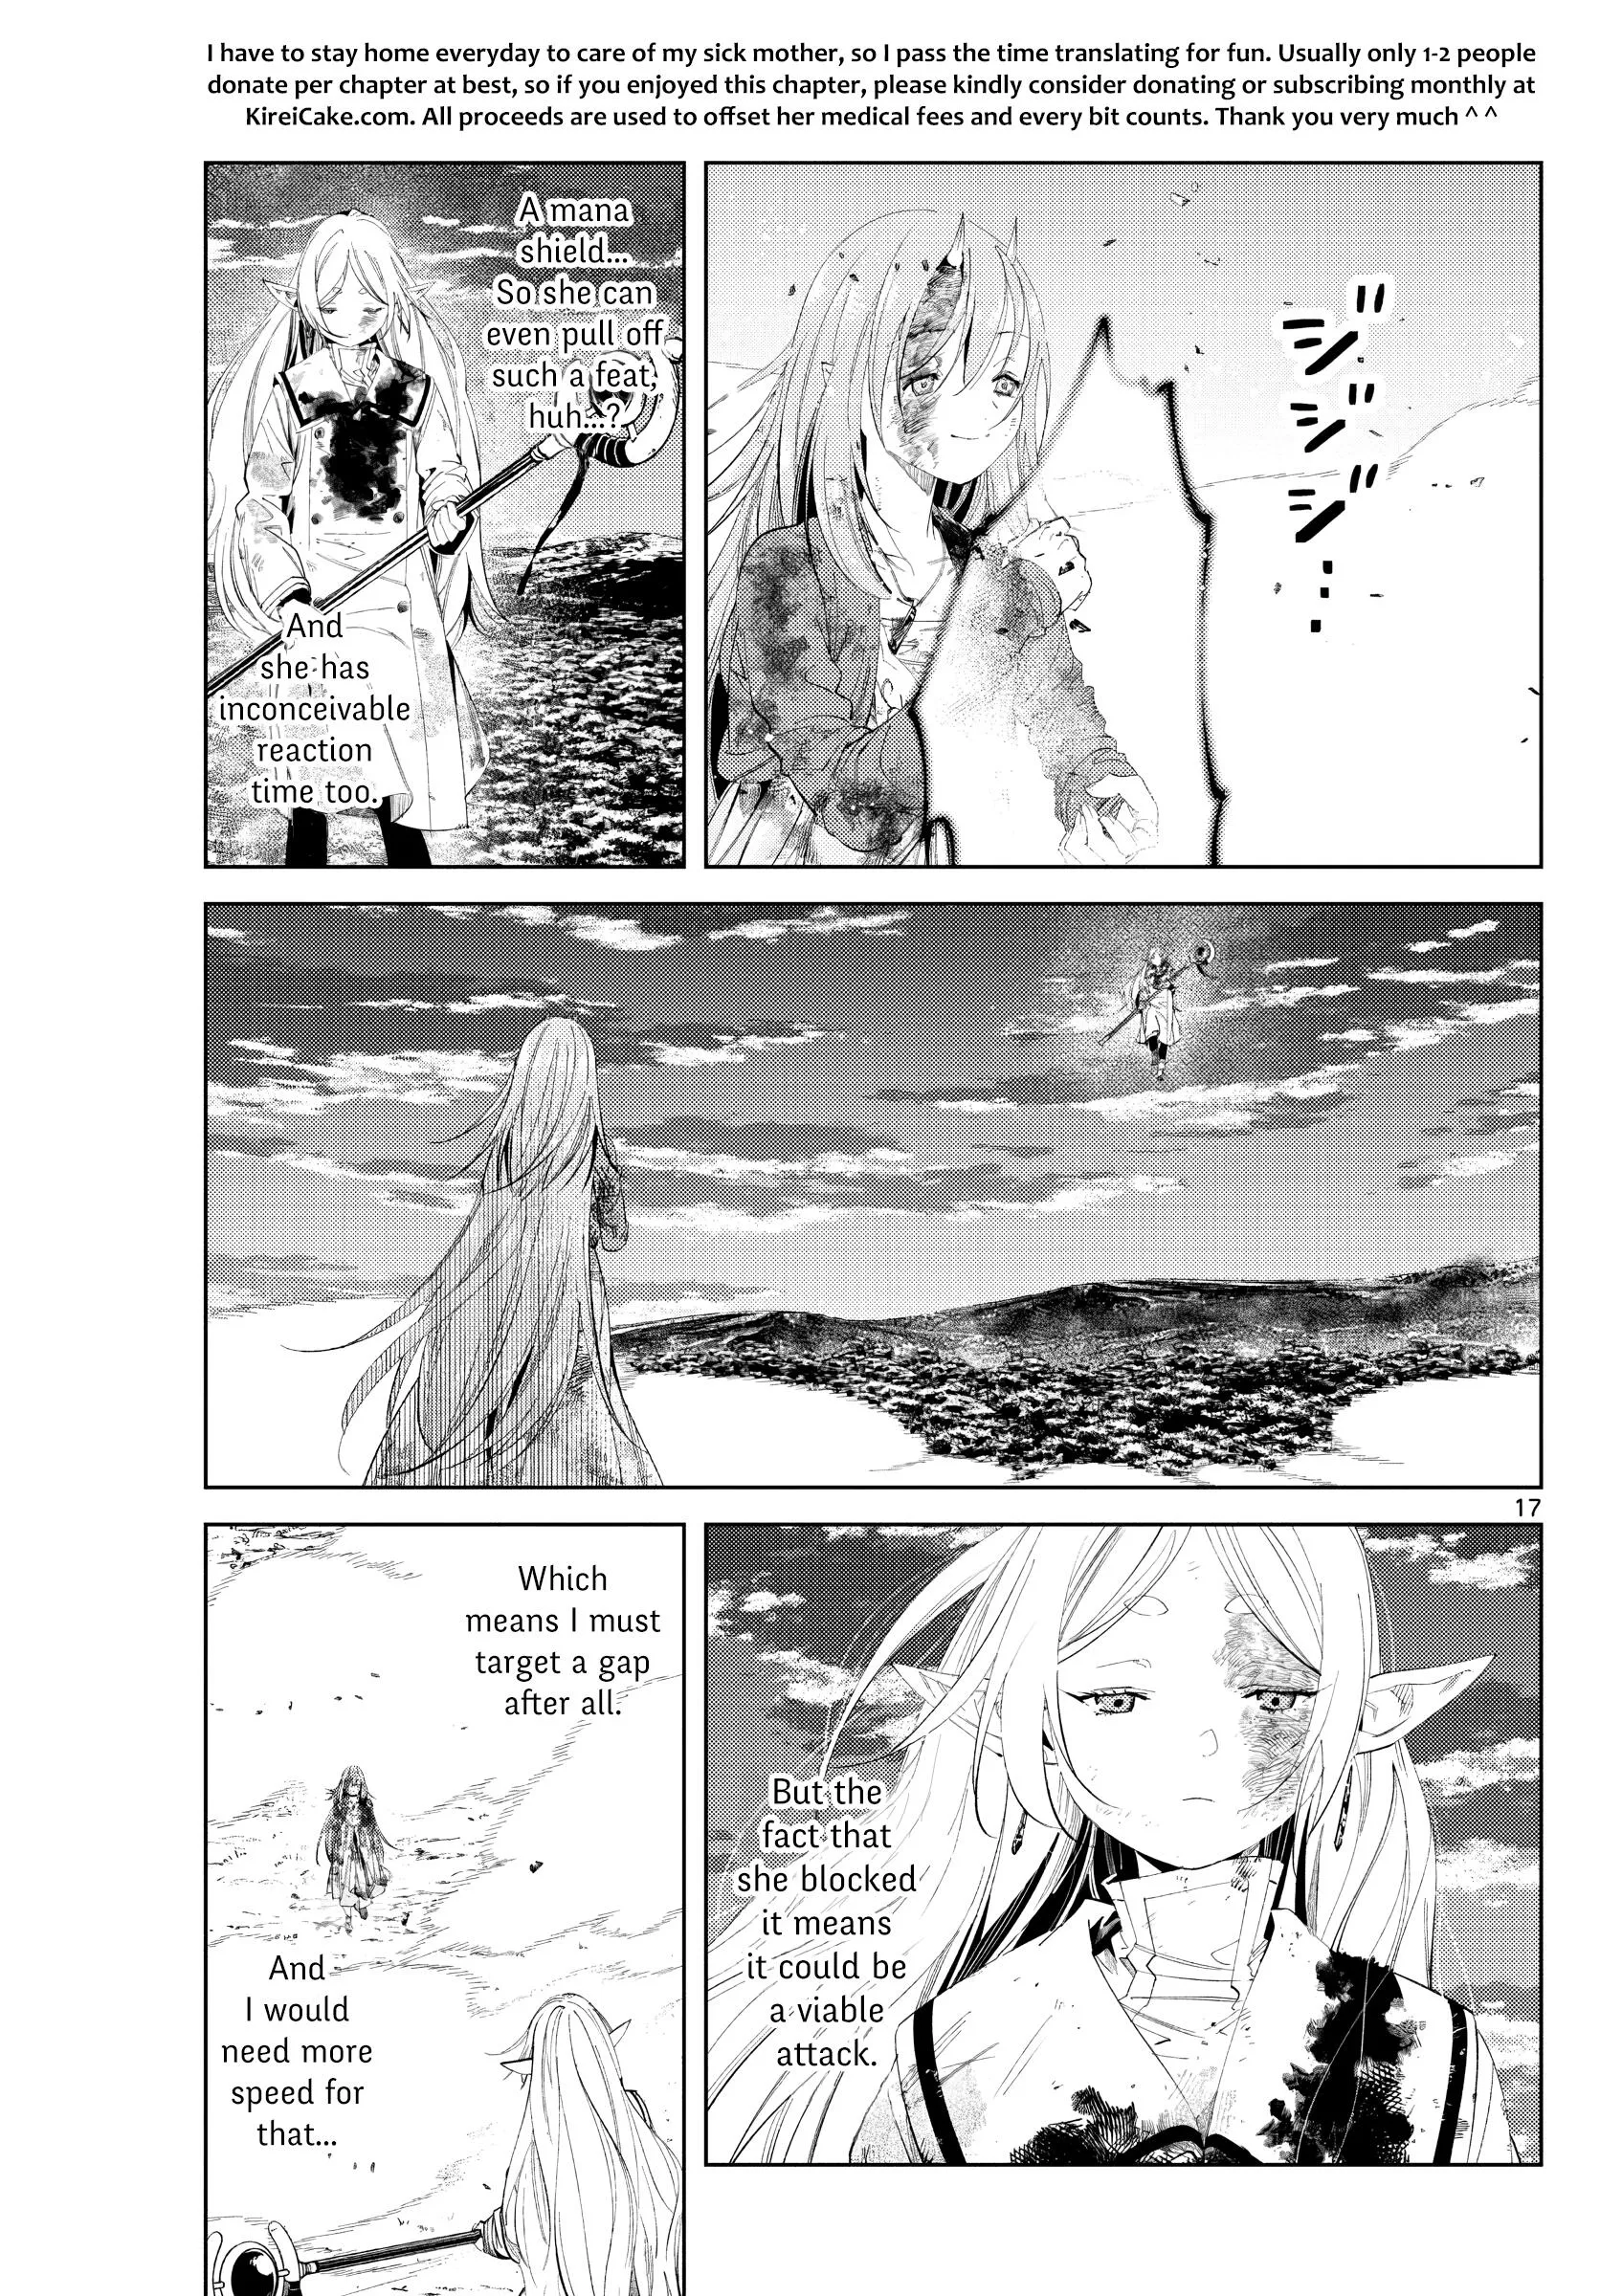 I have to stay home everyday to care of my sick mother, so I pass the time translating for fun. Usually only 1-2 people
donate per chapter at best, so if you enjoyed this chapter, please kindly consider donating or subscribing monthly at
KireiCake.com. All proceeds are used to offset her medical fees and every bit counts. Thank you very much ^ ^
ジジジ…
A mana
shield...
So she can
even pull off
such a feat,
huh...?
And
she has
inconceivable
reaction
time too.
17
But the
fact that
she blocked
it means
it could be
a viable
attack.
Which
means I must
target a gap
after all.
And
I would
need more
speed for
that...